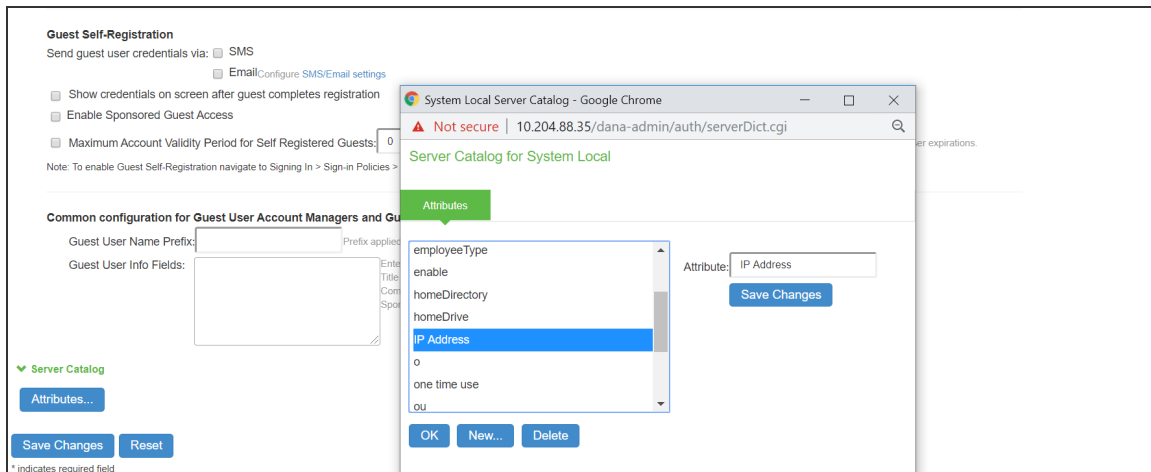 Guest Self-Registration
Send guest user credentials via: SMS
Email Configure SMS/Email settings
Show credentials on screen after guest completes registration
Enable Sponsored Guest Access
Maximum Account Validity Period for Self Registered Guests: 0
er expirations.
Note: To enable Guest Self-Registration navigate to Signing In > Sign-in Policies >
Common configuration for Guest User Account Managers and Gu
Guest User Name Prefix: Prefix applied
Guest User Info Fields: Ente
Title
Com
Spor
Server Catalog
Attributes...
Save Changes Reset
* indicates required field
System Local Server Catalog - Google Chrome
Not secure | 10.204.88.35/dana-admin/auth/serverDict.cgi
Server Catalog for System Local
Attributes
employeeType
enable
homeDirectory
homeDrive
IP Address
o
one time use
ou
Attribute: IP Address
Save Changes
OK New... Delete